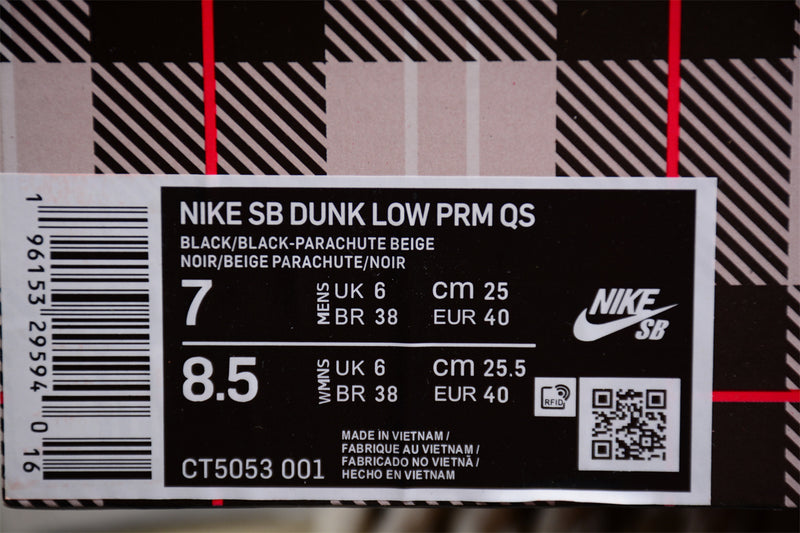 1 96153 29594 0 16
NIKE SB DUNK LOW PRM QS
BLACK/BLACK-PARACHUTE BEIGE
NOIR/BEIGE PARACHUTE/NOIR
7 MENS UK 6 cm 25
BR 38 EUR 40
NIKE
SB
8.5 WMNS UK 6 cm 25.5
BR 38 EUR 40
RFID
MADE IN VIETNAM /
FABRIQUE AU VIETNAM /
FABRICADO NO VIETNÃ /
HECHO EN VIETNAM
CT5053 001